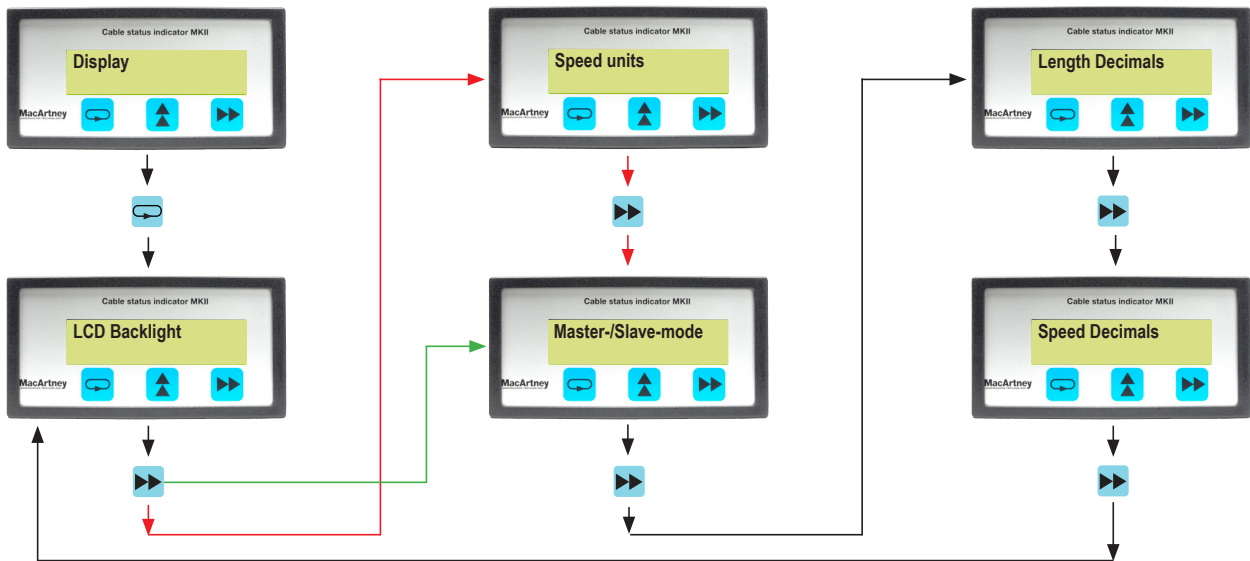 Cable status indicator MKII
Display
MacArtney
Cable status indicator MKII
Speed units
MacArtney
Cable status indicator MKII
Length Decimals
MacArtney
Cable status indicator MKII
LCD Backlight
MacArtney
Cable status indicator MKII
Master-/Slave-mode
MacArtney
Cable status indicator MKII
Speed Decimals
MacArtney